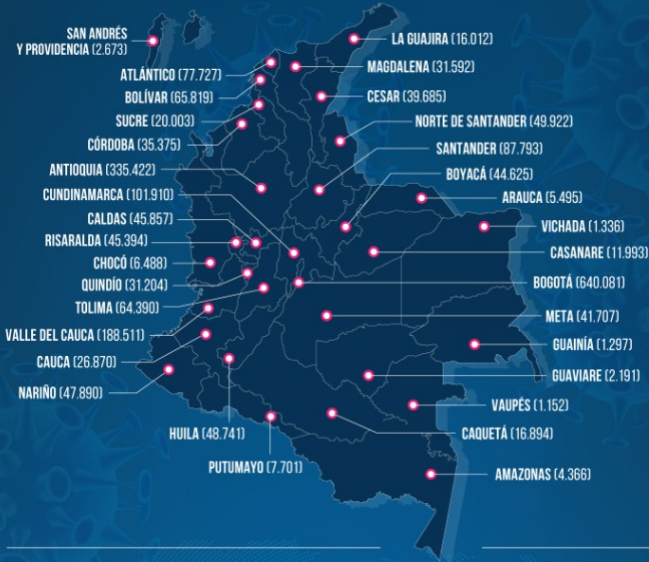 SAN ANDRÉS
Y PROVIDENCIA (2.673)
ATLÁNTICO (77.727)
BOLÍVAR (65.819)
SUCRE (20.003)
CÓRDOBA (35.375)
ANTIOQUIA (335.422)
CUNDINAMARCA (101.910)
CALDAS (45.857)
RISARALDA (45.394)
CHOCÓ (6.488)
QUINDÍO (31.204)
TOLIMA (64.390)
VALLE DEL CAUCA (188.511)
CAUCA (26.870)
NARIÑO (47.890)
HUILA (48.741)
PUTUMAYO (7.701)
LA GUAJIRA (16.012)
MAGDALENA (31.592)
CESAR (39.685)
NORTE DE SANTANDER (49.922)
SANTANDER (87.793)
BOYACÁ (44.625)
ARAUCA (5.495)
VICHADA (1.336)
CASANARE (11.993)
BOGOTÁ (640.081)
META (41.707)
GUAINÍA (1.297)
GUAVIARE (2.191)
VAUPÉS (1.152)
CAQUETÁ (16.894)
AMAZONAS (4.366)